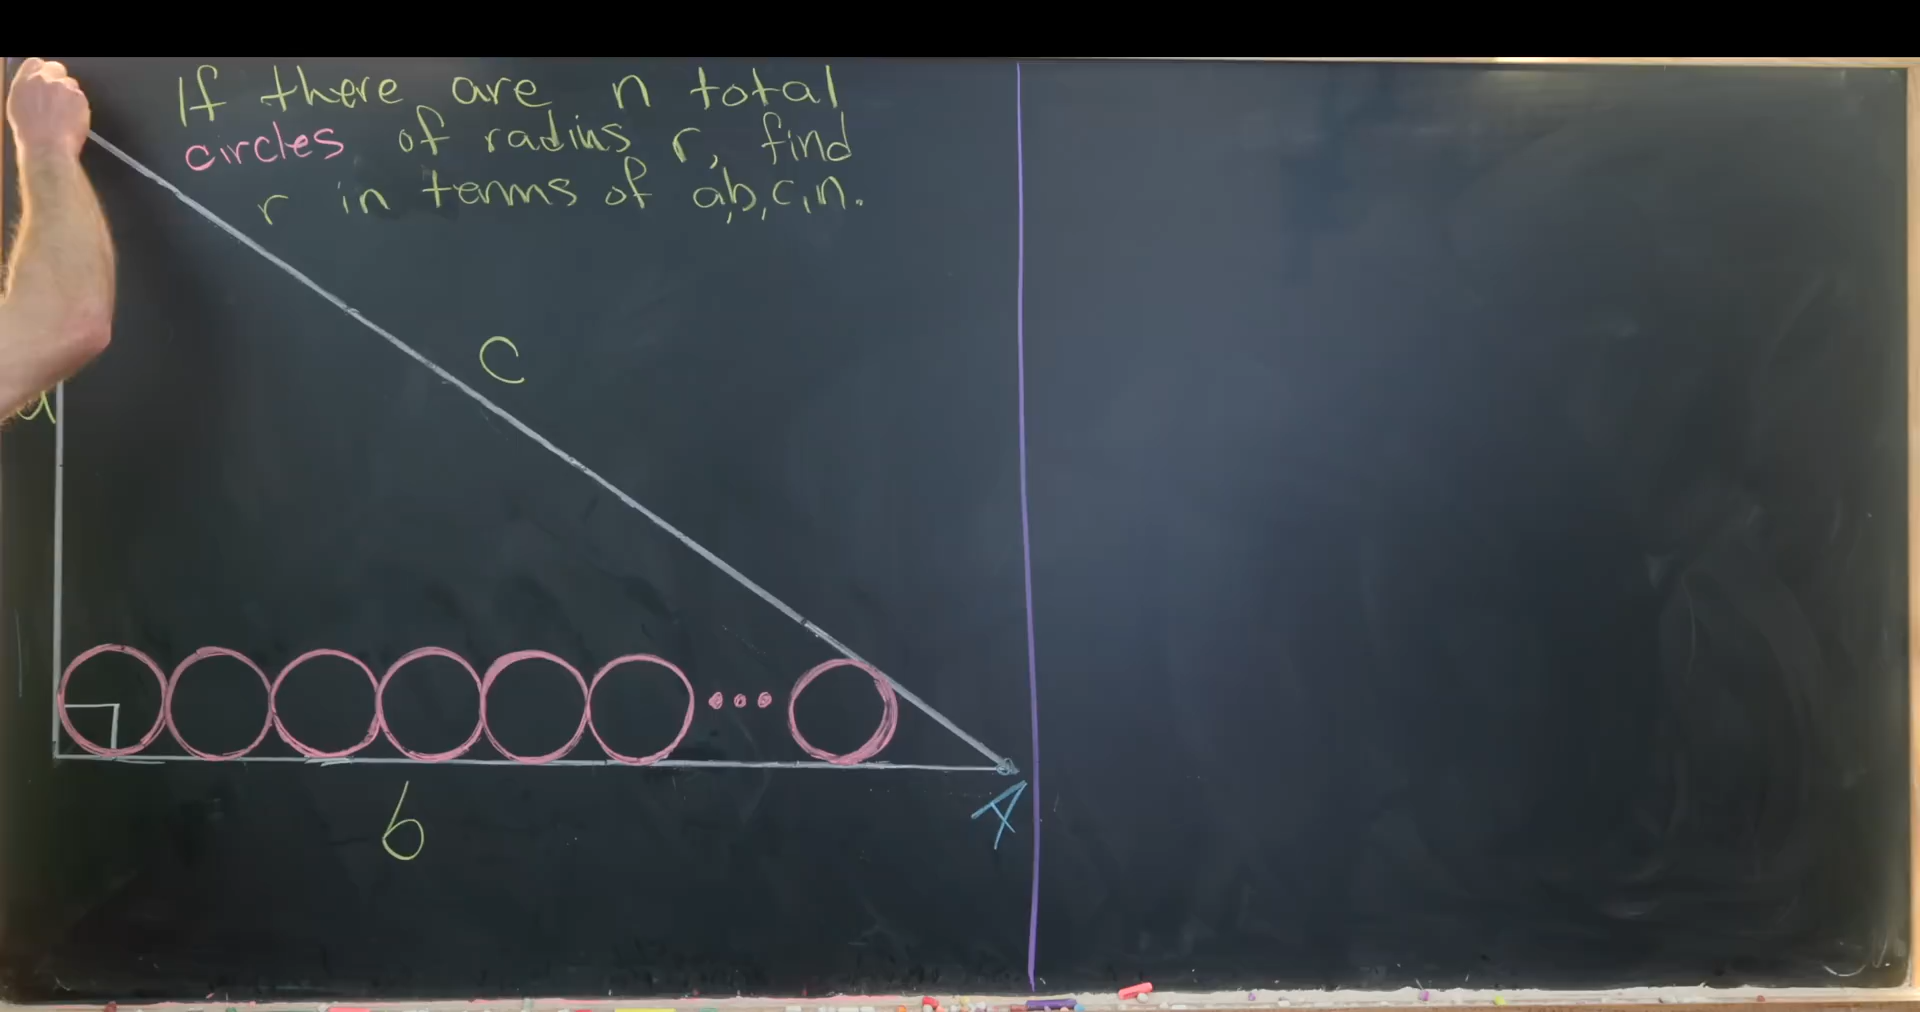 If there are n total
circles of radius r, find
r in terms of a,b,c,n.
c
a
b
A